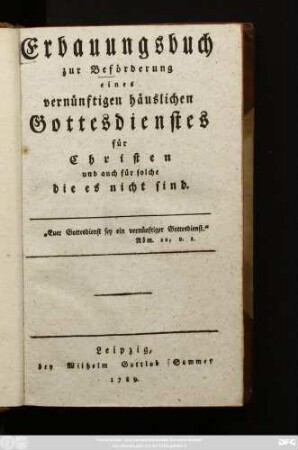 Erbauungsbuch
zur Beförderung
eines
vernünftigen häuslichen
Gottesdienstes
für
Christen
und auch für solche
die es nicht sind.
„Euer Gottesdienst sey ein vernünftiger Gottesdienst.“
Röm. 12, v. 1.
Leipzig,
bey Wilhelm Gottlob Sommer
1789.